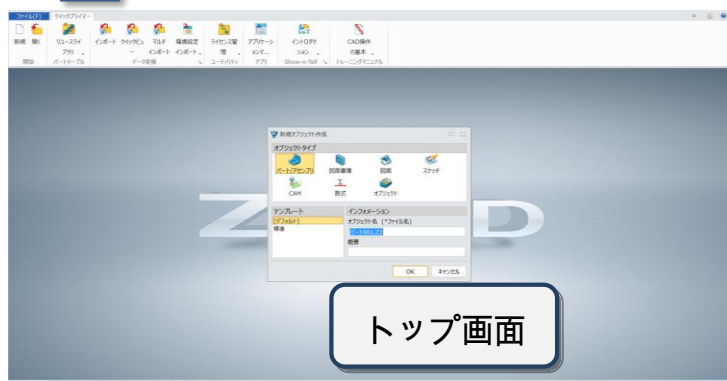 ファイル(F) クイックプライマー
新規 開く リユースライブラリ インポート クイックビュー マルチインポート 環境設定インポート ライセンス管理 アプリケーションマ... イントロダクション CAD操作の基本
開始 パートテーブル データ変換 ユーティリティ アプリ Show-n-Tell トレーニングマニュアル
新規オブジェクト作成
オブジェクトタイプ
パート/アセンブリ 図面倉庫 図面 スケッチ
CAM 数式 オブジェクト
テンプレート インフォメーション
[デフォルト] オブジェクト名 (*ファイル名)
標準
概要
OK キャンセル
トップ画面